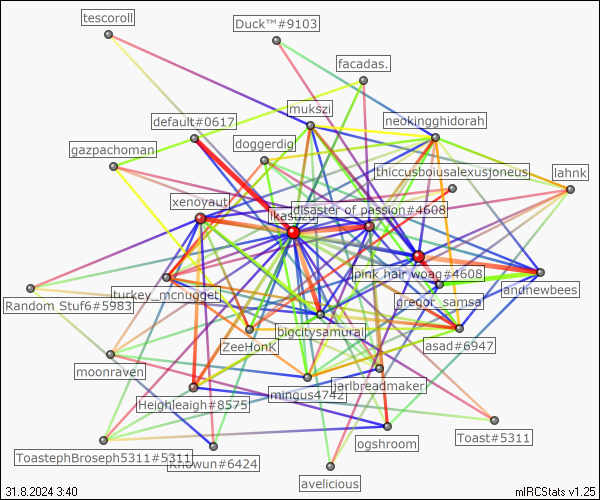 tescoroll
Duck™#9103
facadas.
mukszi
default#0617
neokingghidorah
doggerdig
gazpachoman
thiccusboiusalexusjoneus
lahnk
xenoyaut
disaster of passion#4608
pink hair woag#4608
turkey_mcnugget
andnewbees
Random Stuf6#5983
gregor_samsa
bigcitysamurai
ZeeHonK
asad#6947
moonraven
jarlbreadmaker
mingus4742
Heighleaigh#8575
ogshroom
Toast#5311
ToastephBroseph5311#5311
Khowun#6424
avelicious
31.8.2024 3:40
mIRCStats v1.25